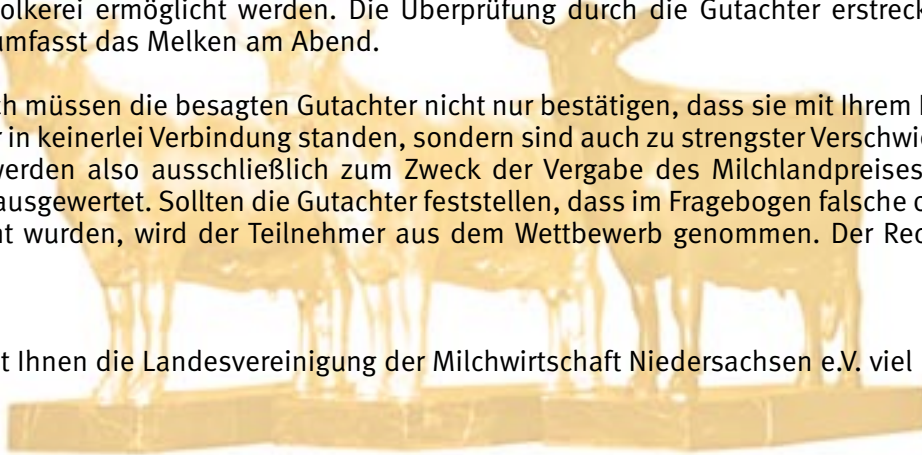 olkerei ermöglicht werden. Die Überprüfung durch die Gutachter erstreck
umfasst das Melken am Abend.
ch müssen die besagten Gutachter nicht nur bestätigen, dass sie mit Ihrem
r in keinerlei Verbindung standen, sondern sind auch zu strengster Verschwie
werden also ausschließlich zum Zweck der Vergabe des Milchlandpreises
ausgewertet. Sollten die Gutachter feststellen, dass im Fragebogen falsche
ht wurden, wird der Teilnehmer aus dem Wettbewerb genommen. Der Rec
t Ihnen die Landesvereinigung der Milchwirtschaft Niedersachsen e.V. viel